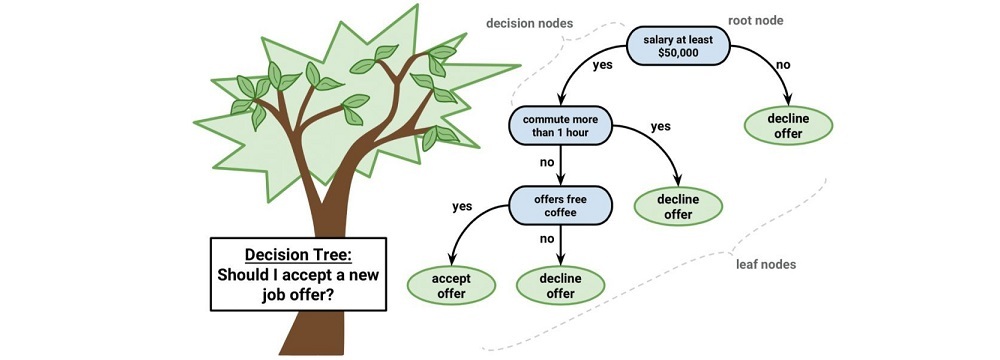 decision nodes
root node
salary at least
$50,000
yes
no
commute more
than 1 hour
yes
decline
offer
no
offers free
coffee
decline
offer
yes
no
leaf nodes
accept
offer
decline
offer
Decision Tree:
Should I accept a new
job offer?